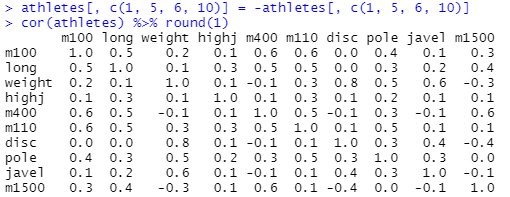 > athletes[, c(1, 5, 6, 10)] = -athletes[, c(1, 5, 6, 10)]
> cor(athletes) %>% round(1)
       m100 long weight highj m400 m110 disc pole javel m1500
m100    1.0  0.5    0.2   0.1  0.6  0.6  0.0  0.4   0.1   0.3
long    0.5  1.0    0.1   0.3  0.5  0.5  0.0  0.3   0.2   0.4
weight  0.2  0.1    1.0   0.1 -0.1  0.3  0.8  0.5   0.6  -0.3
highj   0.1  0.3    0.1   1.0  0.1  0.3  0.1  0.2   0.1   0.1
m400    0.6  0.5   -0.1   0.1  1.0  0.5 -0.1  0.3  -0.1   0.6
m110    0.6  0.5    0.3   0.3  0.5  1.0  0.1  0.5   0.1   0.1
disc    0.0  0.0    0.8   0.1 -0.1  0.1  1.0  0.3   0.4  -0.4
pole    0.4  0.3    0.5   0.2  0.3  0.5  0.3  1.0   0.3   0.0
javel   0.1  0.2    0.6   0.1 -0.1  0.1  0.4  0.3   1.0  -0.1
m1500   0.3  0.4   -0.3   0.1  0.6  0.1 -0.4  0.0  -0.1   1.0